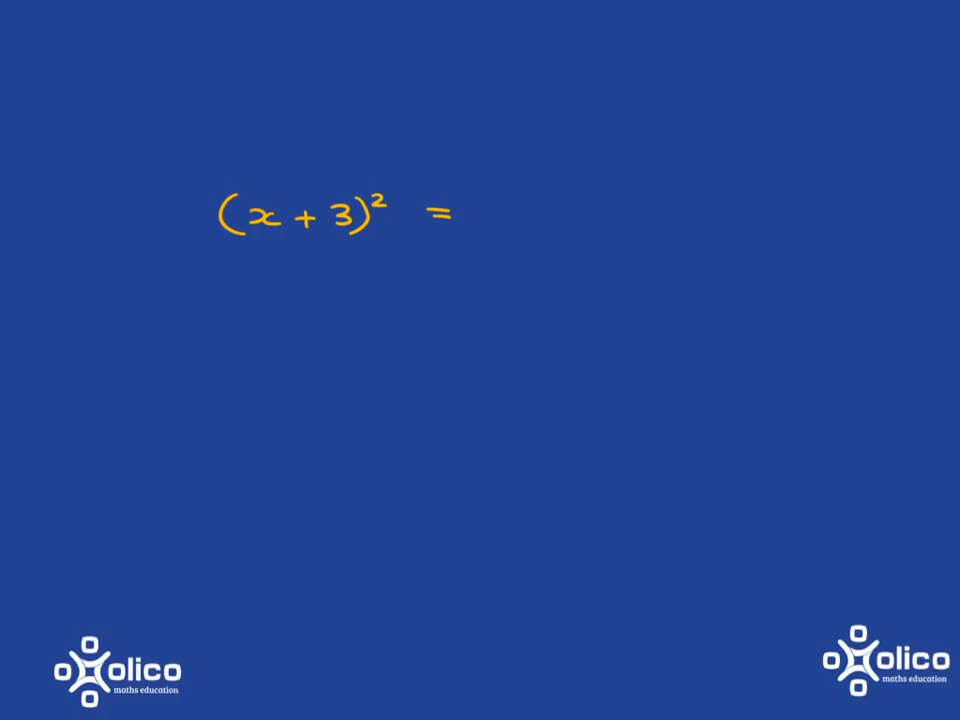 (x + 3)² =
olico
maths education
olico
maths education